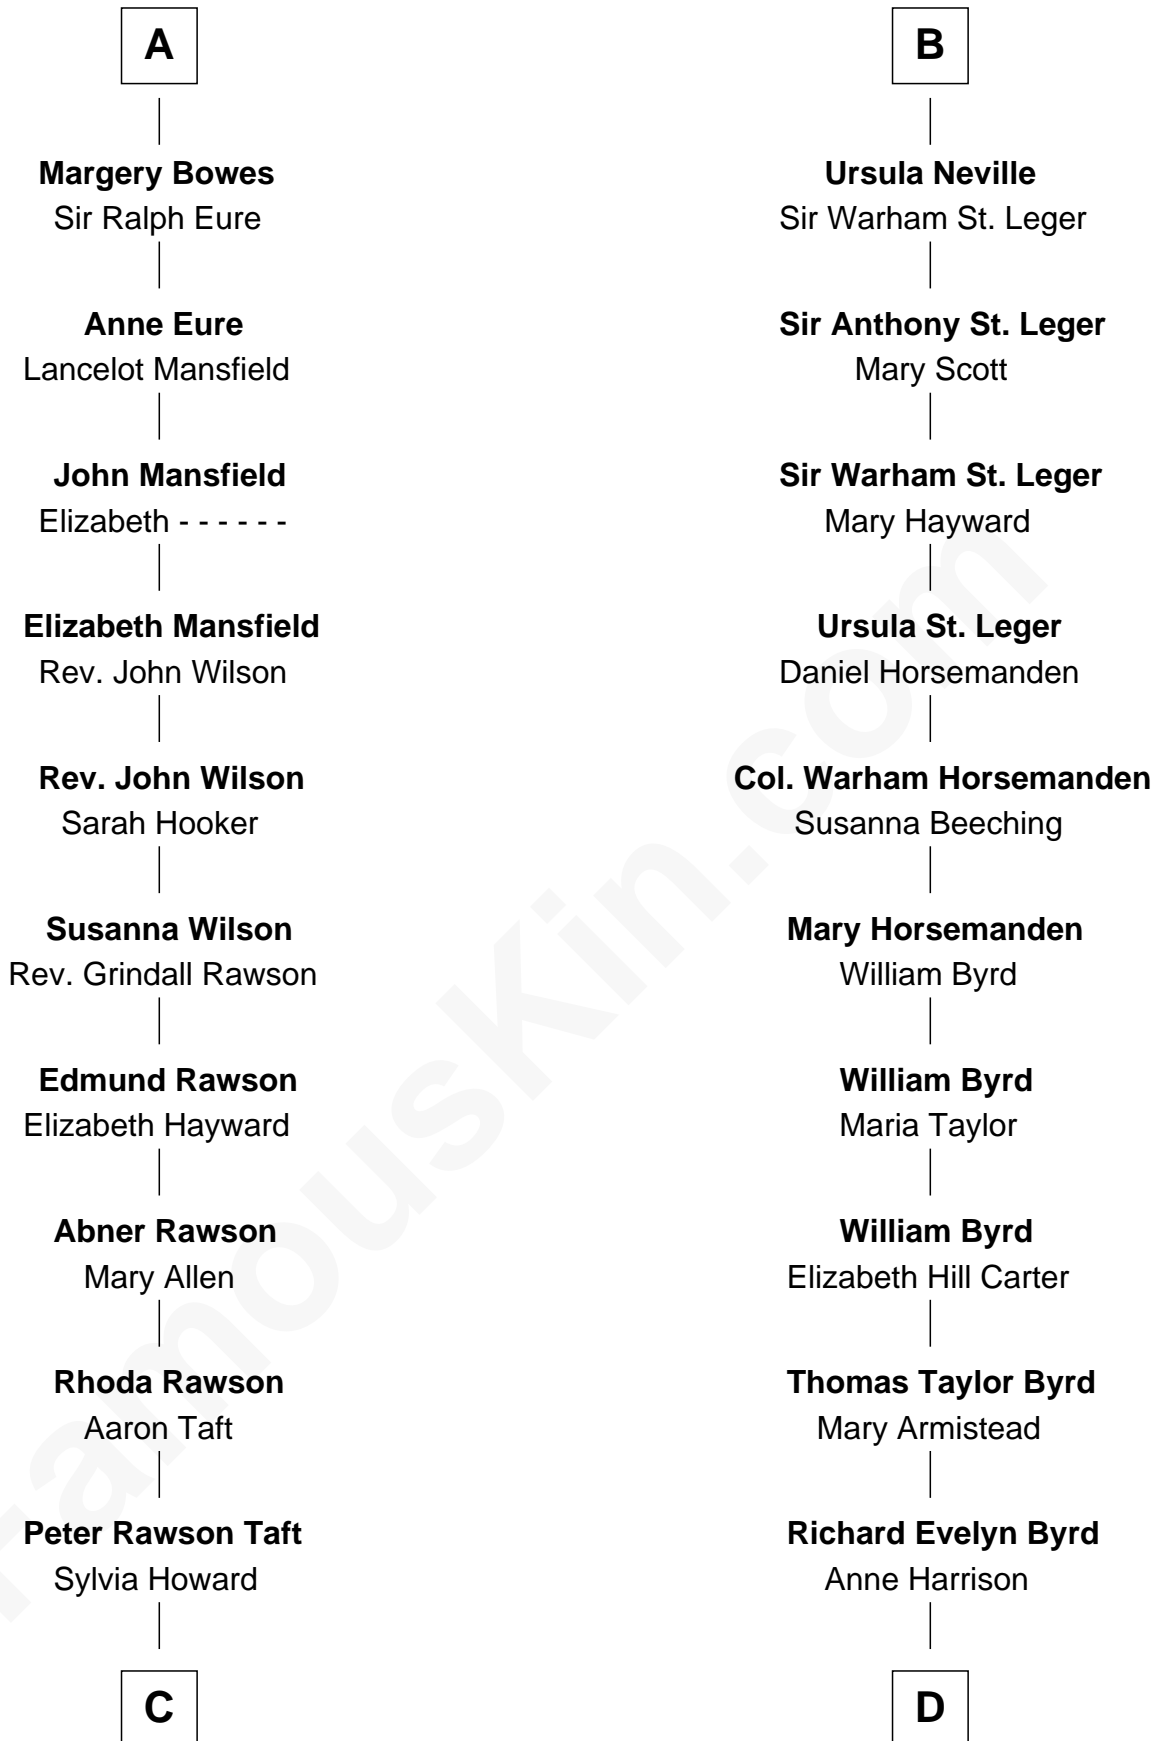 A
Margery Bowes
Sir Ralph Eure
Anne Eure
Lancelot Mansfield
John Mansfield
Elizabeth - - - - - -
Elizabeth Mansfield
Rev. John Wilson
Rev. John Wilson
Sarah Hooker
Susanna Wilson
Rev. Grindall Rawson
Edmund Rawson
Elizabeth Hayward
Abner Rawson
Mary Allen
Rhoda Rawson
Aaron Taft
Peter Rawson Taft
Sylvia Howard
C
B
Ursula Neville
Sir Warham St. Leger
Sir Anthony St. Leger
Mary Scott
Sir Warham St. Leger
Mary Hayward
Ursula St. Leger
Daniel Horsemanden
Col. Warham Horsemanden
Susanna Beeching
Mary Horsemanden
William Byrd
William Byrd
Maria Taylor
William Byrd
Elizabeth Hill Carter
Thomas Taylor Byrd
Mary Armistead
Richard Evelyn Byrd
Anne Harrison
D
FamousKin.com